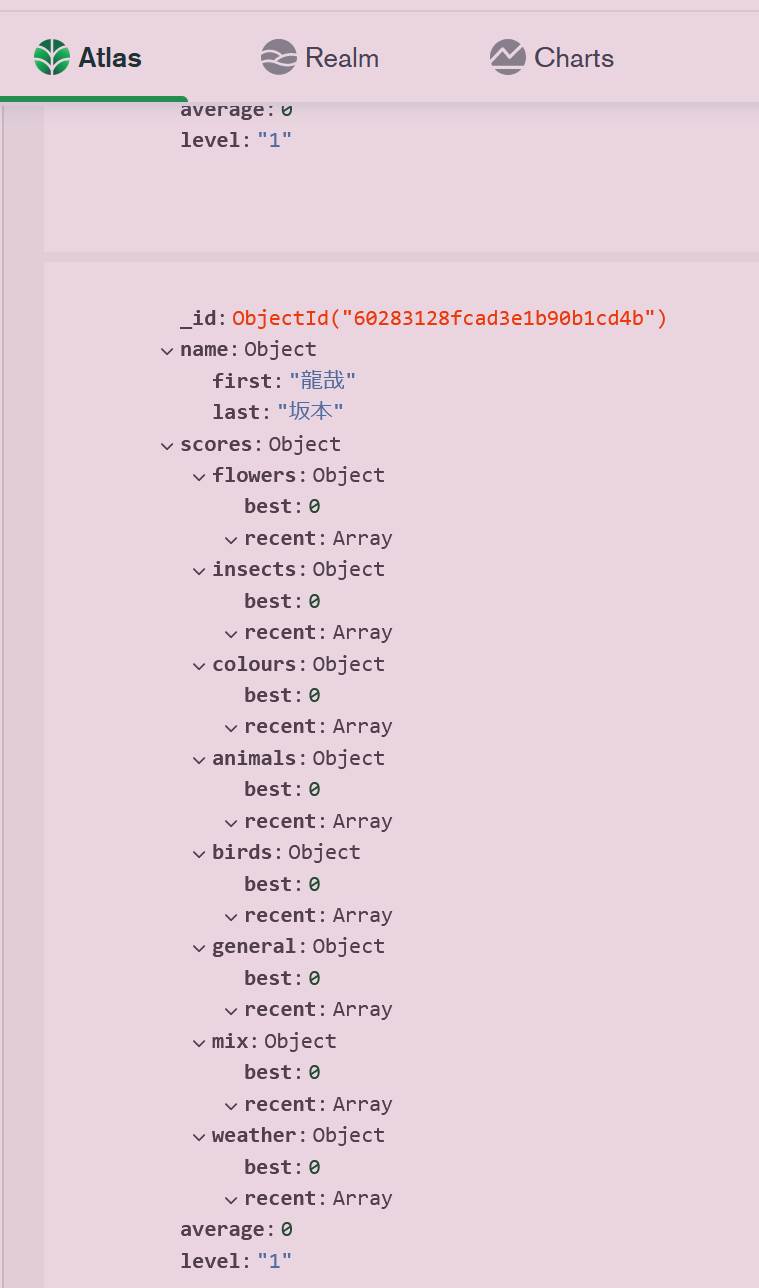 Atlas Realm Charts
average: 0
level: "1"
_id: ObjectId("60283128fcad3e1b90b1cd4b")
name: Object
first: "龍哉"
last: "坂本"
scores: Object
flowers: Object
best: 0
recent: Array
insects: Object
best: 0
recent: Array
colours: Object
best: 0
recent: Array
animals: Object
best: 0
recent: Array
birds: Object
best: 0
recent: Array
general: Object
best: 0
recent: Array
mix: Object
best: 0
recent: Array
weather: Object
best: 0
recent: Array
average: 0
level: "1"